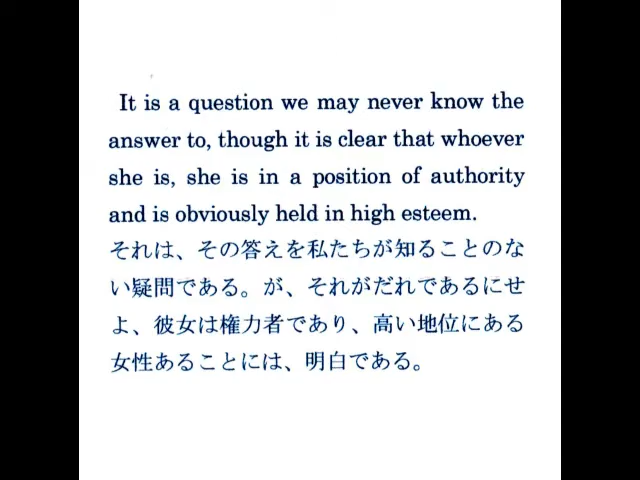 It is a question we may never know the
answer to, though it is clear that whoever
she is, she is in a position of authority
and is obviously held in high esteem.
それは、その答えを私たちが知ることのな
い疑問である。が、それがだれであるにせ
よ、彼女は権力者であり、高い地位にある
女性あることには、明白である。